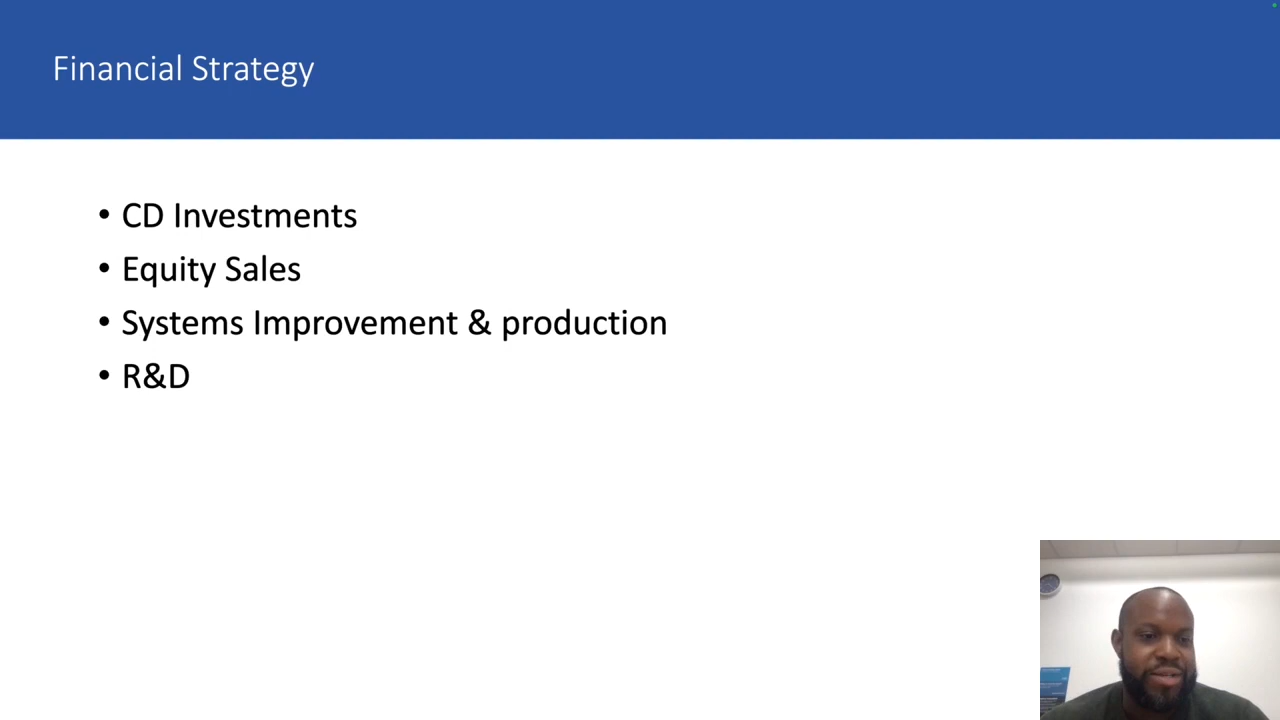 Financial Strategy
• CD Investments
• Equity Sales
• Systems Improvement & production
• R&D